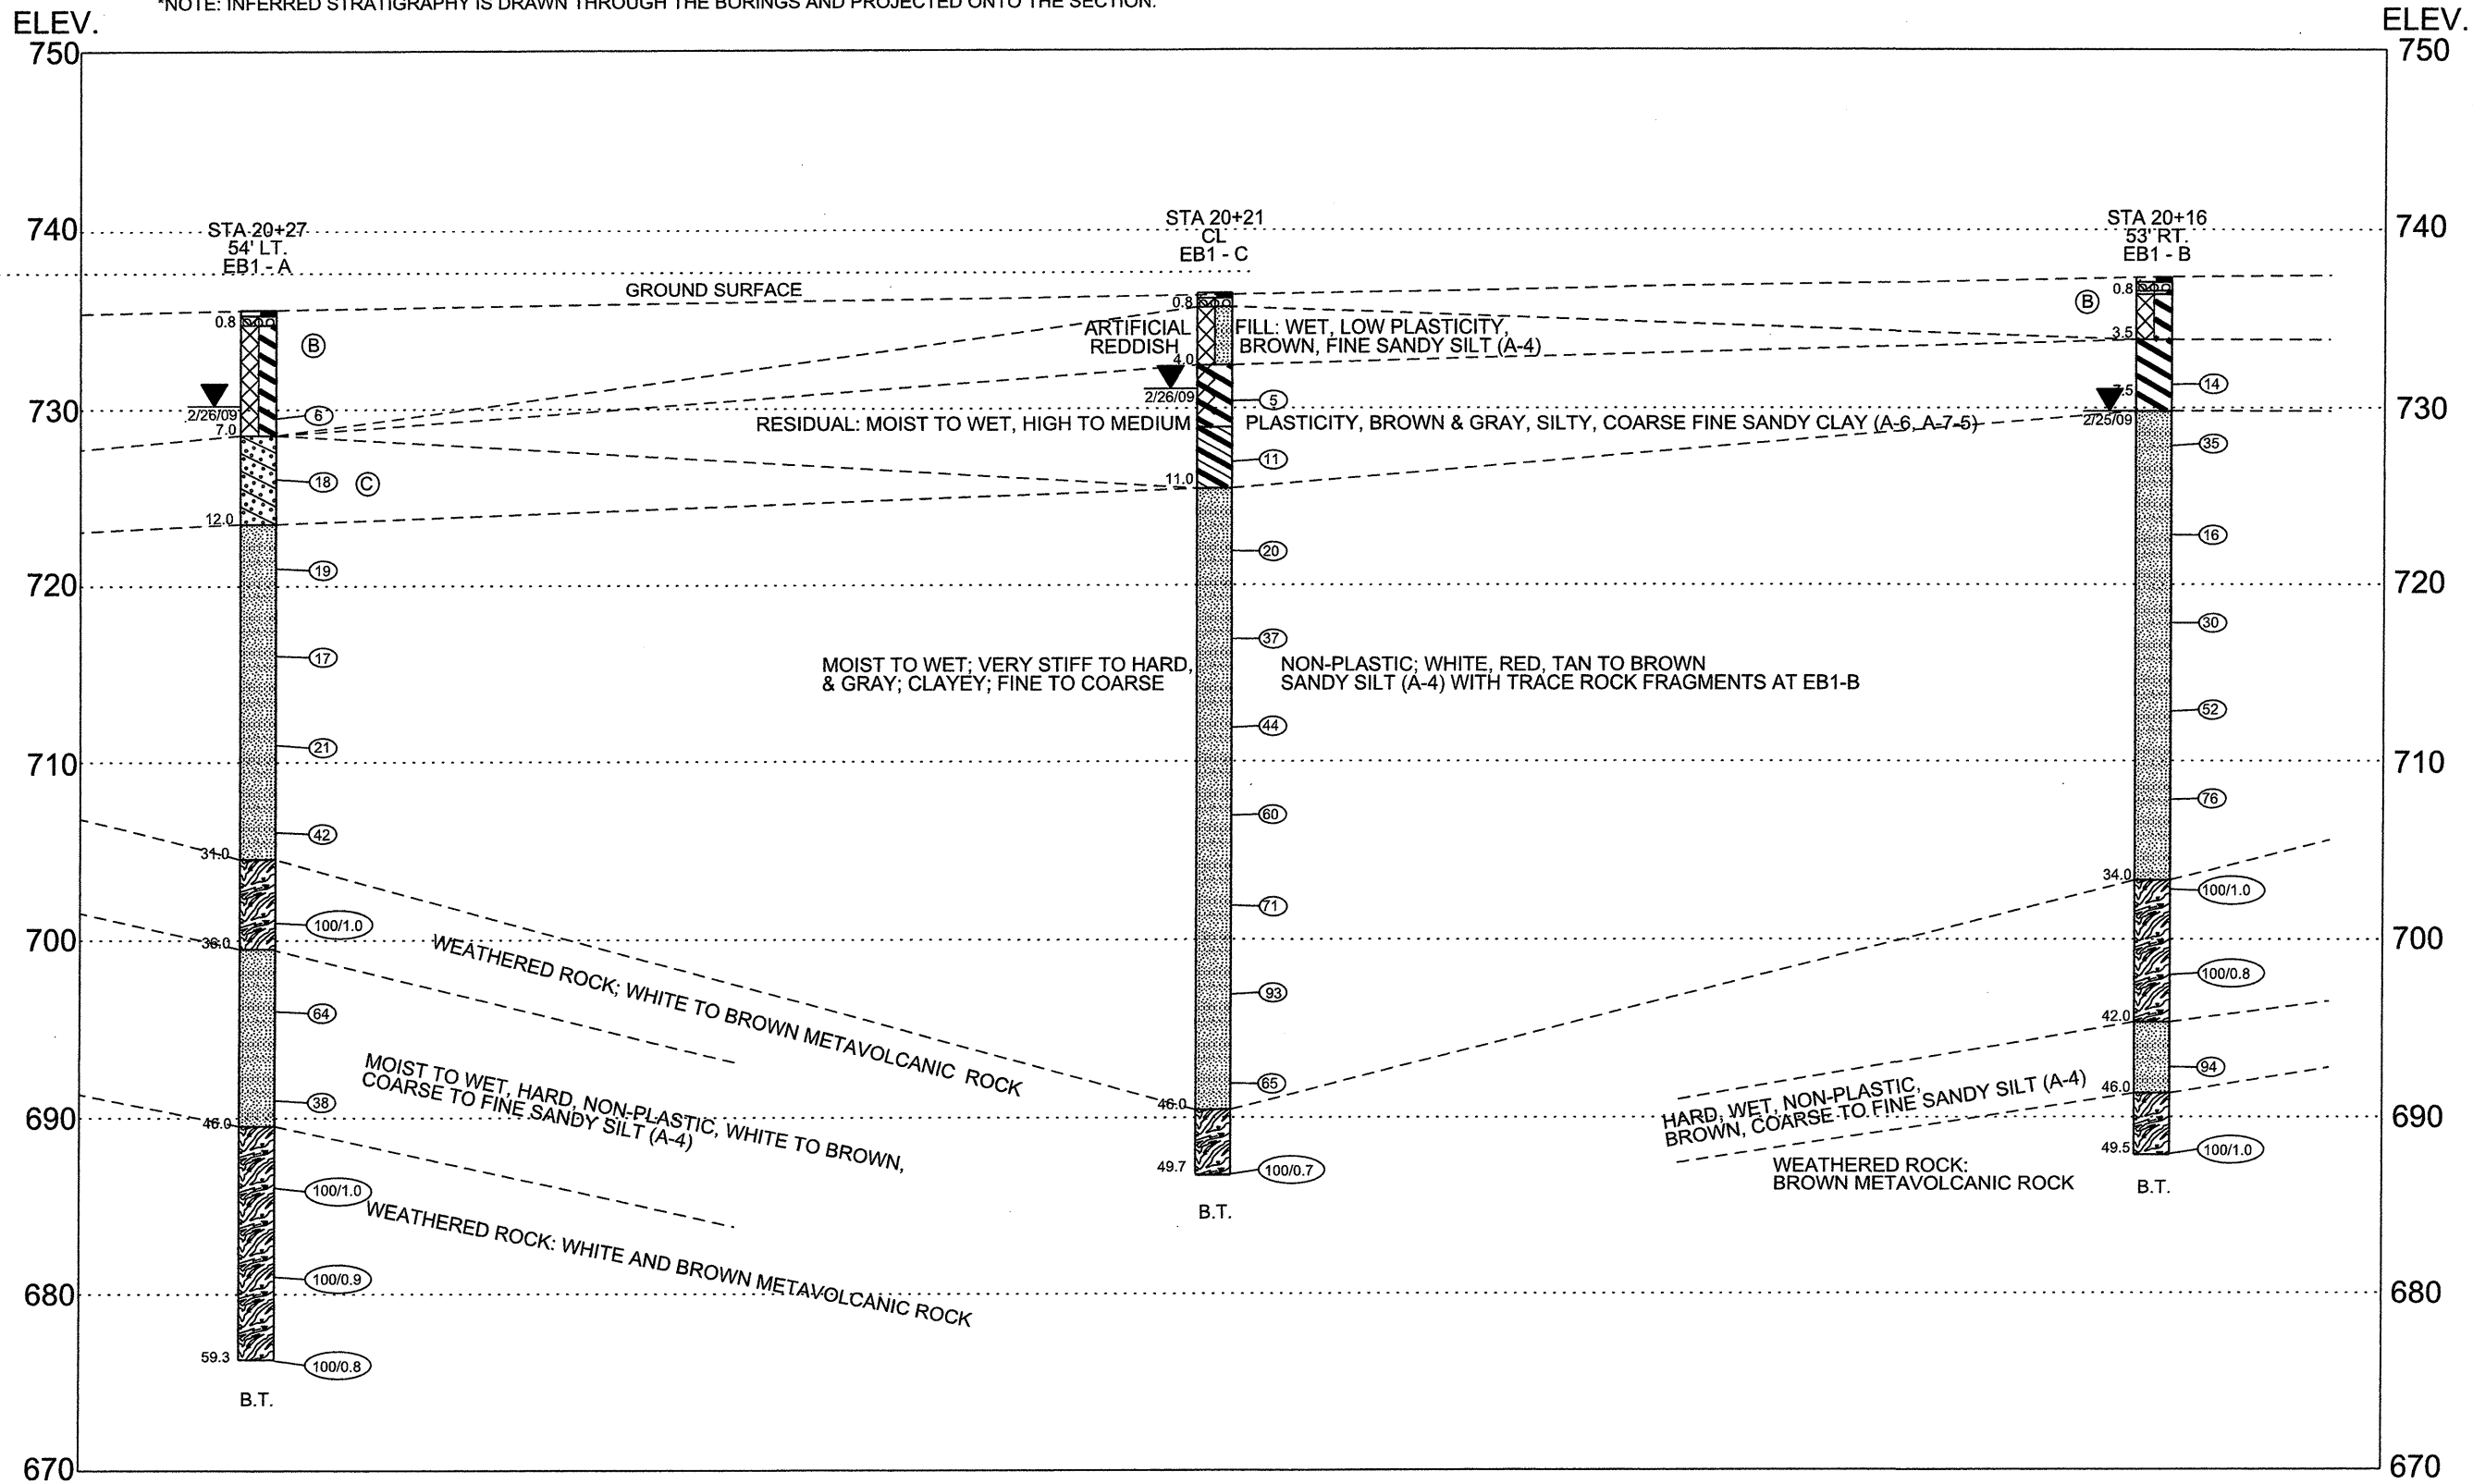 *NOTE: INFERRED STRATIGRAPHY IS DRAWN THROUGH THE BORINGS AND PROJECTED ONTO THE SECTION.
ELEV.
ELEV.
750
750
740
740
730
730
720
720
710
710
700
700
690
690
680
680
670
670
STA 20+27
54' LT.
EB1 - A
0.8
B
6
2/26/09
7.0
18
C
12.0
19
17
21
42
31.0
100/1.0
36.0
64
38
46.0
100/1.0
100/0.9
59.3
100/0.8
B.T.
STA 20+21
CL
EB1 - C
0.8
4.0
2/26/09
5
11
11.0
20
37
44
60
71
93
65
46.0
49.7
100/0.7
B.T.
STA 20+16
53' RT.
EB1 - B
0.8
B
3.5
14
7.5
2/25/09
35
16
30
52
76
34.0
100/1.0
100/0.8
42.0
94
46.0
49.5
100/1.0
B.T.
GROUND SURFACE
ARTIFICIAL FILL: WET, LOW PLASTICITY,
REDDISH BROWN, FINE SANDY SILT (A-4)
RESIDUAL: MOIST TO WET, HIGH TO MEDIUM PLASTICITY, BROWN & GRAY, SILTY, COARSE FINE SANDY CLAY (A-6, A-7-5)
MOIST TO WET; VERY STIFF TO HARD, NON-PLASTIC; WHITE, RED, TAN TO BROWN
& GRAY; CLAYEY; FINE TO COARSE SANDY SILT (A-4) WITH TRACE ROCK FRAGMENTS AT EB1-B
WEATHERED ROCK; WHITE TO BROWN METAVOLCANIC ROCK
MOIST TO WET, HARD, NON-PLASTIC, WHITE TO BROWN,
COARSE TO FINE SANDY SILT (A-4)
WEATHERED ROCK: WHITE AND BROWN METAVOLCANIC ROCK
HARD, WET, NON-PLASTIC,
BROWN, COARSE TO FINE SANDY SILT (A-4)
WEATHERED ROCK:
BROWN METAVOLCANIC ROCK